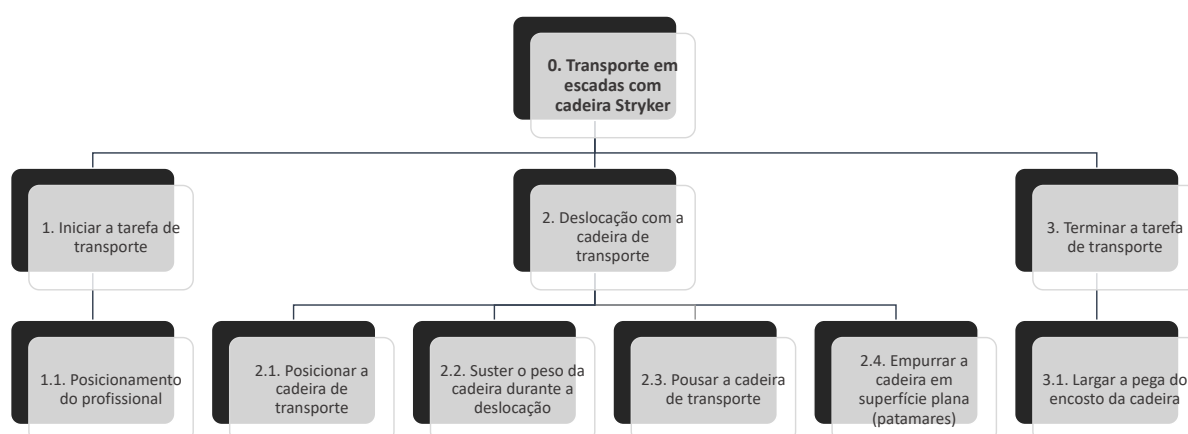 0. Transporte em
escadas com
cadeira Stryker
1. Iniciar a tarefa de
transporte
2. Deslocação com a
cadeira de
transporte
3. Terminar a tarefa
de transporte
1.1. Posicionamento
do profissional
2.1. Posicionar a
cadeira de
transporte
2.2. Suster o peso da
cadeira durante a
deslocação
2.3. Pousar a cadeira
de transporte
2.4. Empurrar a
cadeira em
superfície plana
(patamares)
3.1. Largar a pega do
encosto da cadeira